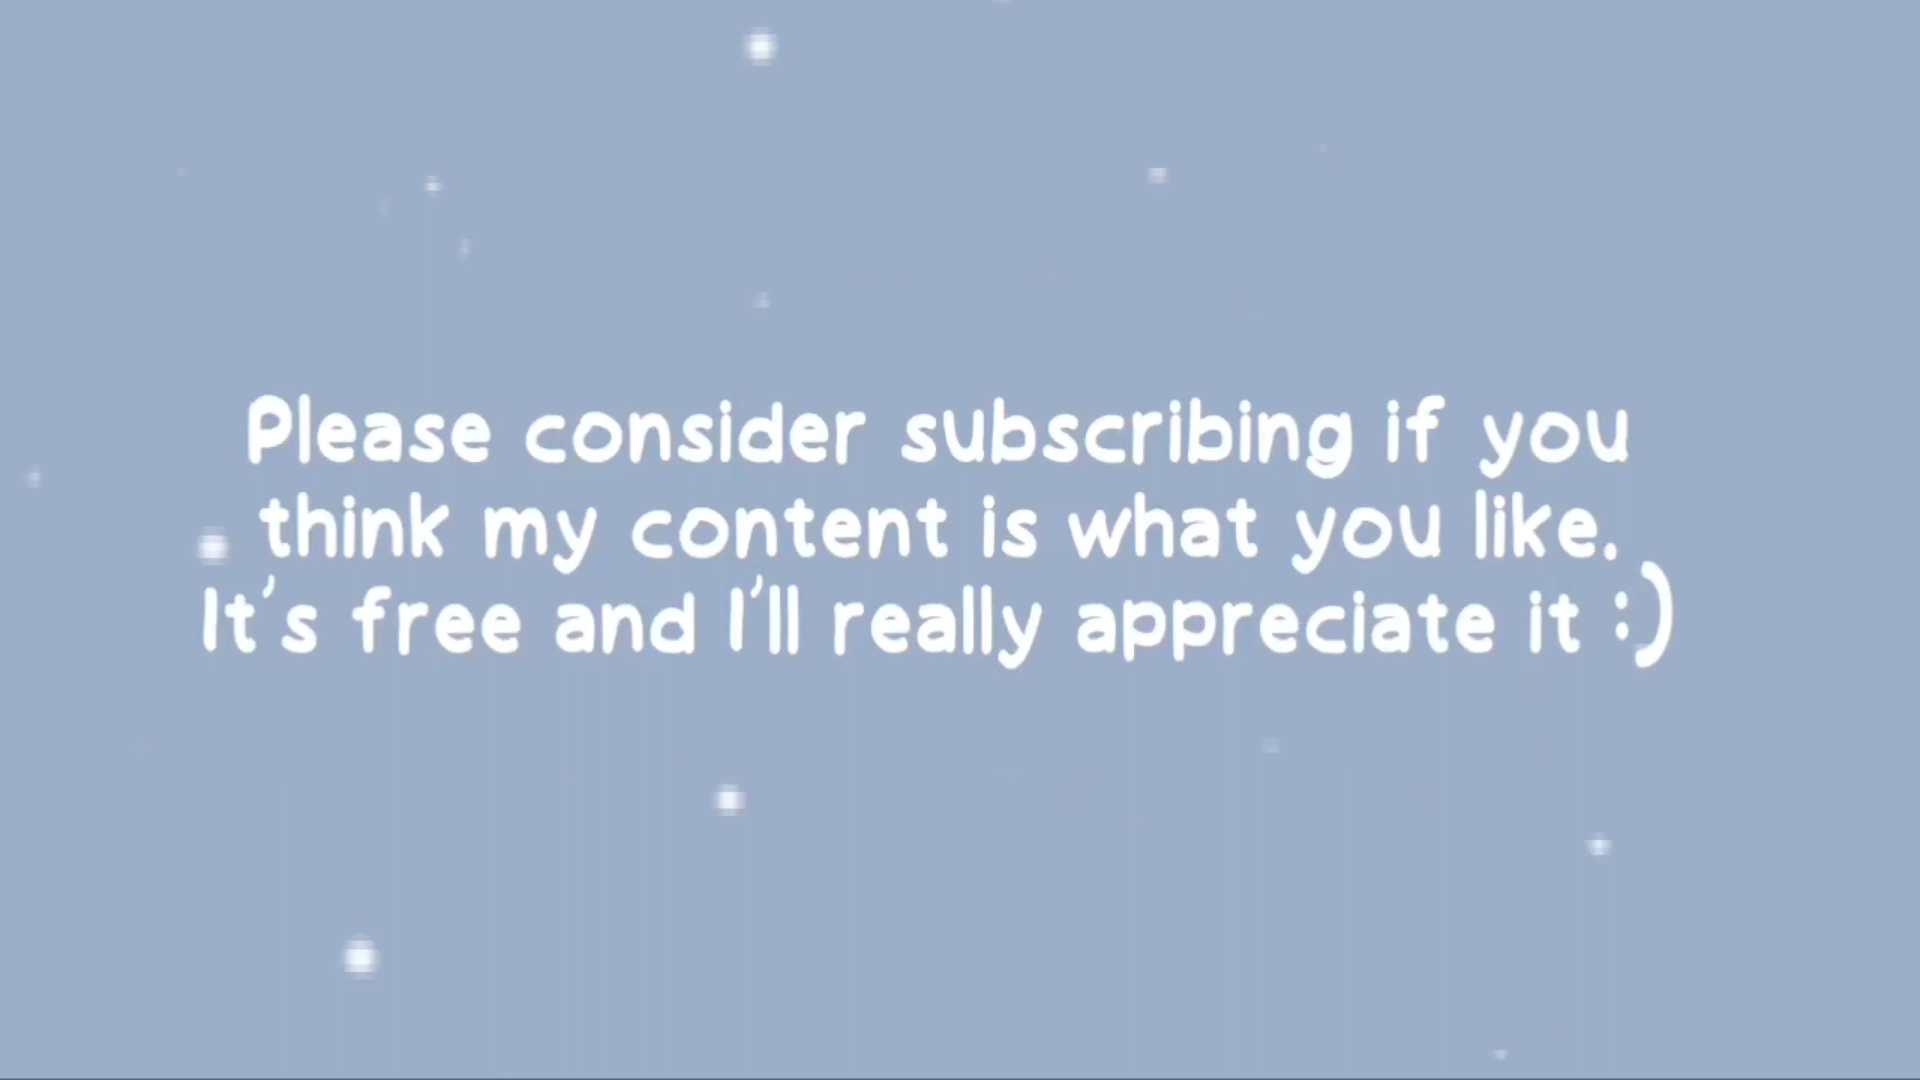 Please consider subscribing if you
think my content is what you like.
It's free and I'll really appreciate it :)